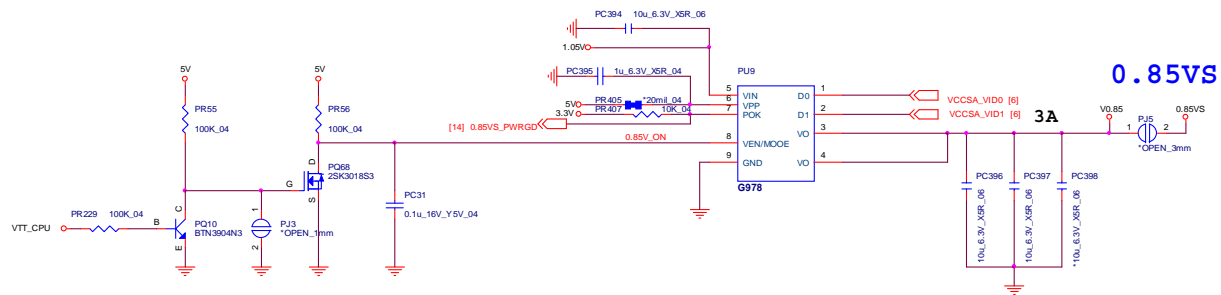 PC394
10u_6.3V_X5R_06
1.05V
PC395
1u_6.3V_X5R_04
PU9
0.85VS
5V
5V
5V
PR405
*20mil_04
3.3V
PR407
10K_04
[14] 0.85VS_PWRGD
5
VIN
D0
1
VCCSA_VID0 [6]
6
VPP
7
POK
D1
2
VCCSA_VID1 [6]
3A
V0.85
0.85VS
PJ5
1
2
*OPEN_3mm
VO
3
0.85V_ON
8
VEN/MODE
9
GND
VO
4
G978
PR55
100K_04
PR56
100K_04
D
G
S
PQ68
2SK3018S3
PC31
0.1u_16V_Y5V_04
PC396
10u_6.3V_X5R_06
PC397
10u_6.3V_X5R_06
PC398
*10u_6.3V_X5R_06
VTT_CPU
PR229
100K_04
B
C
E
PQ10
BTN3904N3
1
PJ3
*OPEN_1mm
2